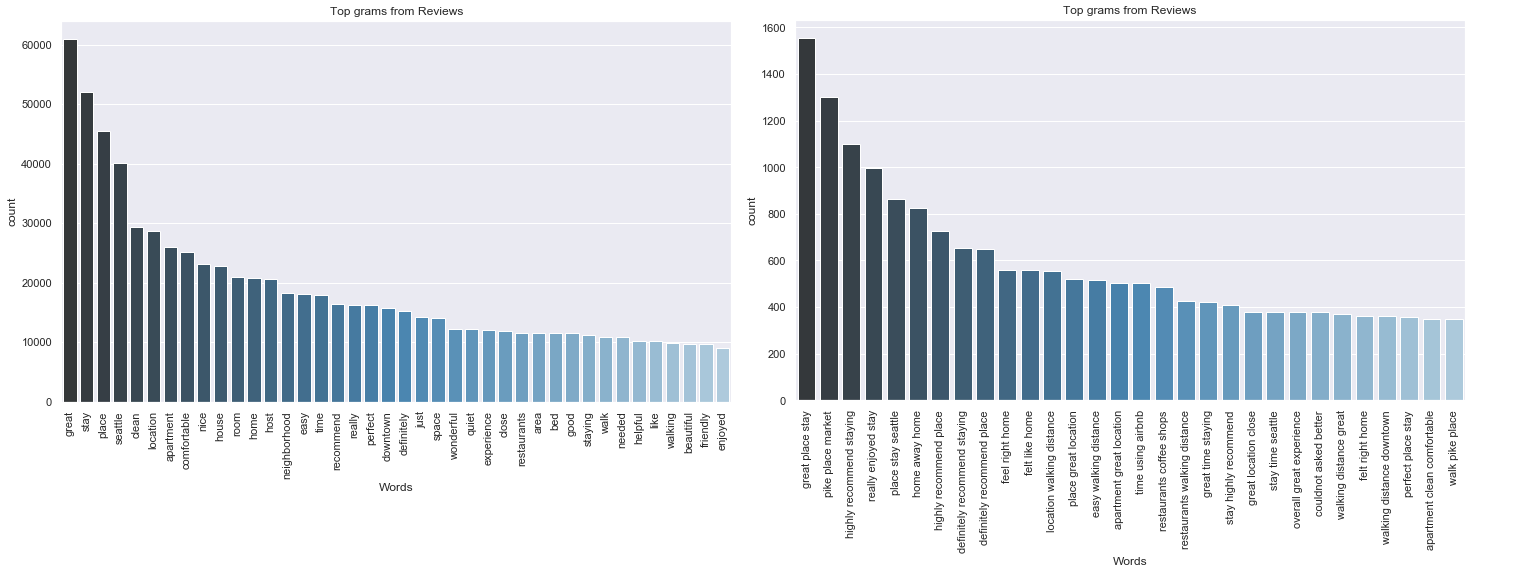 Top grams from Reviews
60000
50000
40000
30000
20000
10000
0
count
great
stay
place
seattle
clean
location
apartment
comfortable
nice
house
room
home
host
neighborhood
easy
time
recommend
really
perfect
downtown
definitely
just
space
wonderful
quiet
experience
close
restaurants
area
bed
good
staying
walk
needed
helpful
like
walking
beautiful
friendly
enjoyed
Words
Top grams from Reviews
1600
1400
1200
1000
800
600
400
200
0
count
great place stay
pike place market
highly recommend staying
really enjoyed stay
place stay seattle
home away home
highly recommend place
definitely recommend staying
definitely recommend place
feel right home
felt like home
location walking distance
place great location
easy walking distance
apartment great location
time using airbnb
restaurants coffee shops
restaurants walking distance
great time staying
stay highly recommend
great location close
stay time seattle
overall great experience
couldnot asked better
walking distance great
felt right home
walking distance downtown
perfect place stay
apartment clean comfortable
walk pike place
Words